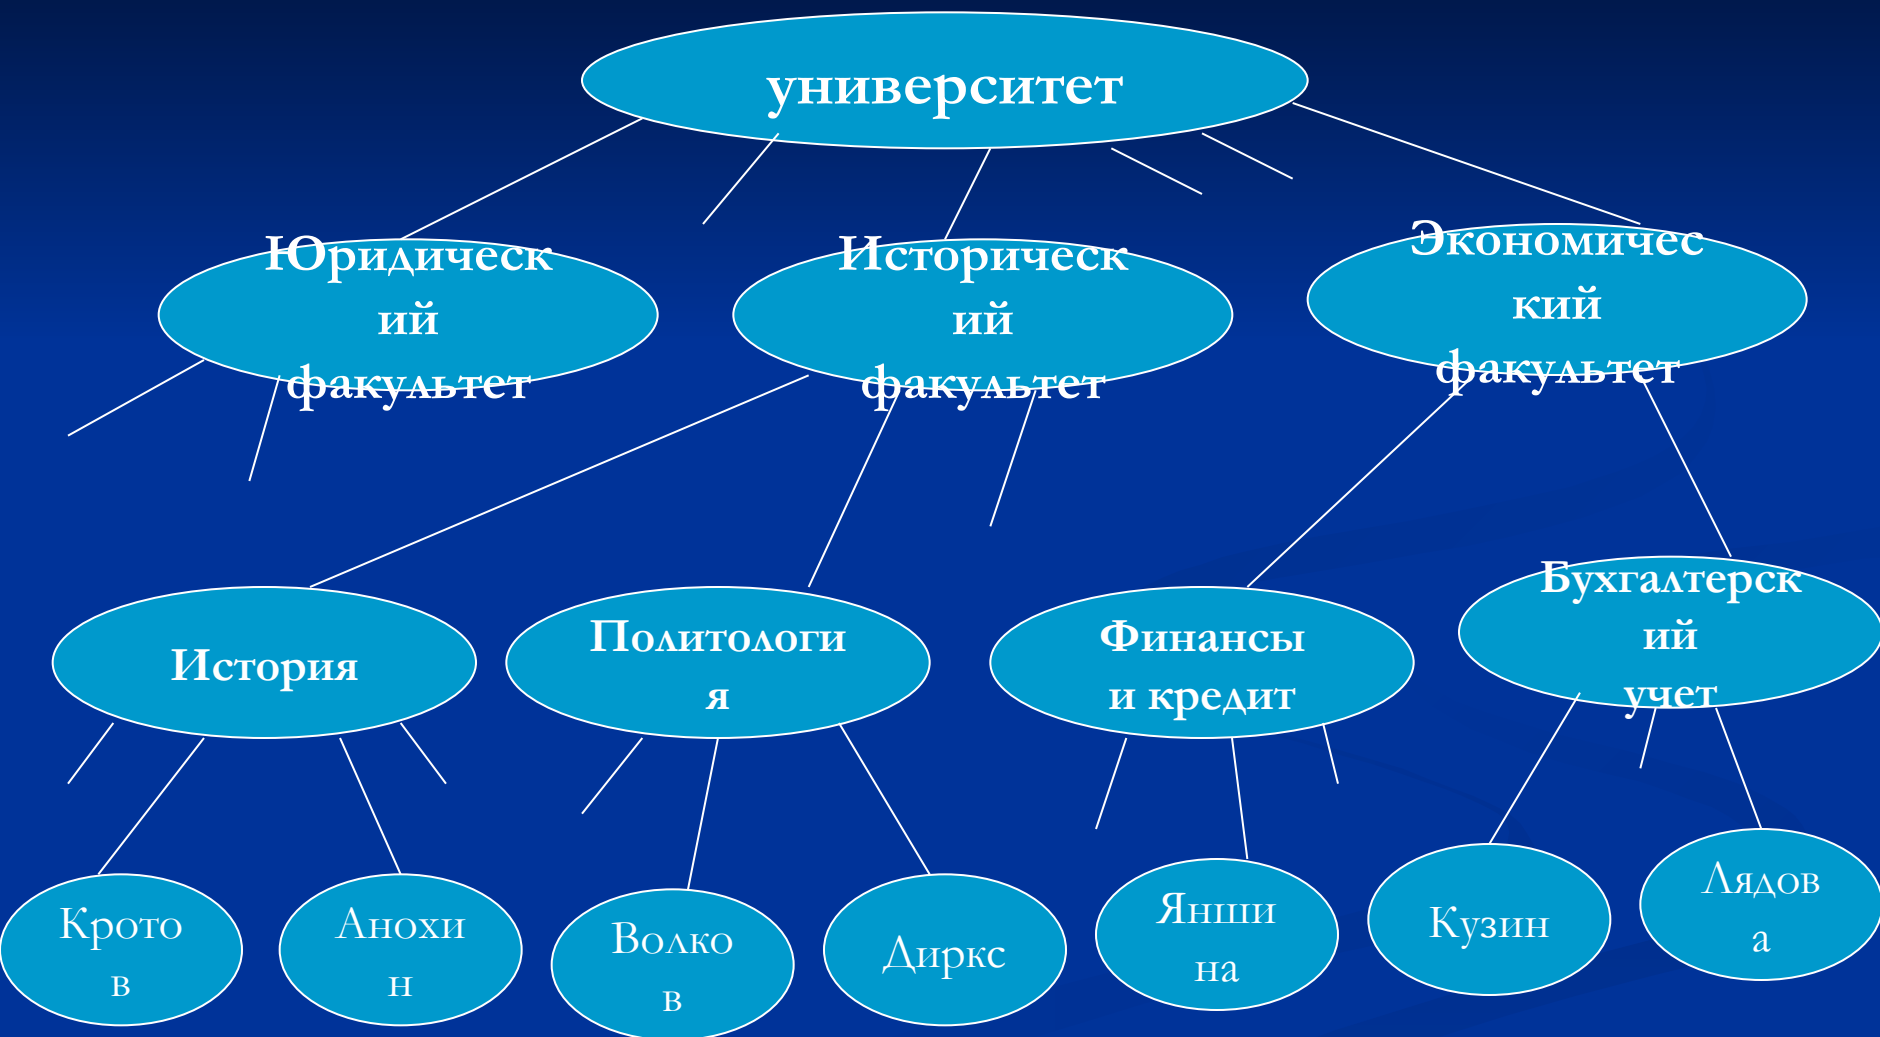 университет
Юридическ
ий
факультет
Историческ
ий
факультет
Экономичес
кий
факультет
История
Политологи
я
Финансы
и кредит
Бухгалтерск
ий
учет
Крото
в
Анохи
н
Волко
в
Диркс
Янши
на
Кузин
Лядов
а